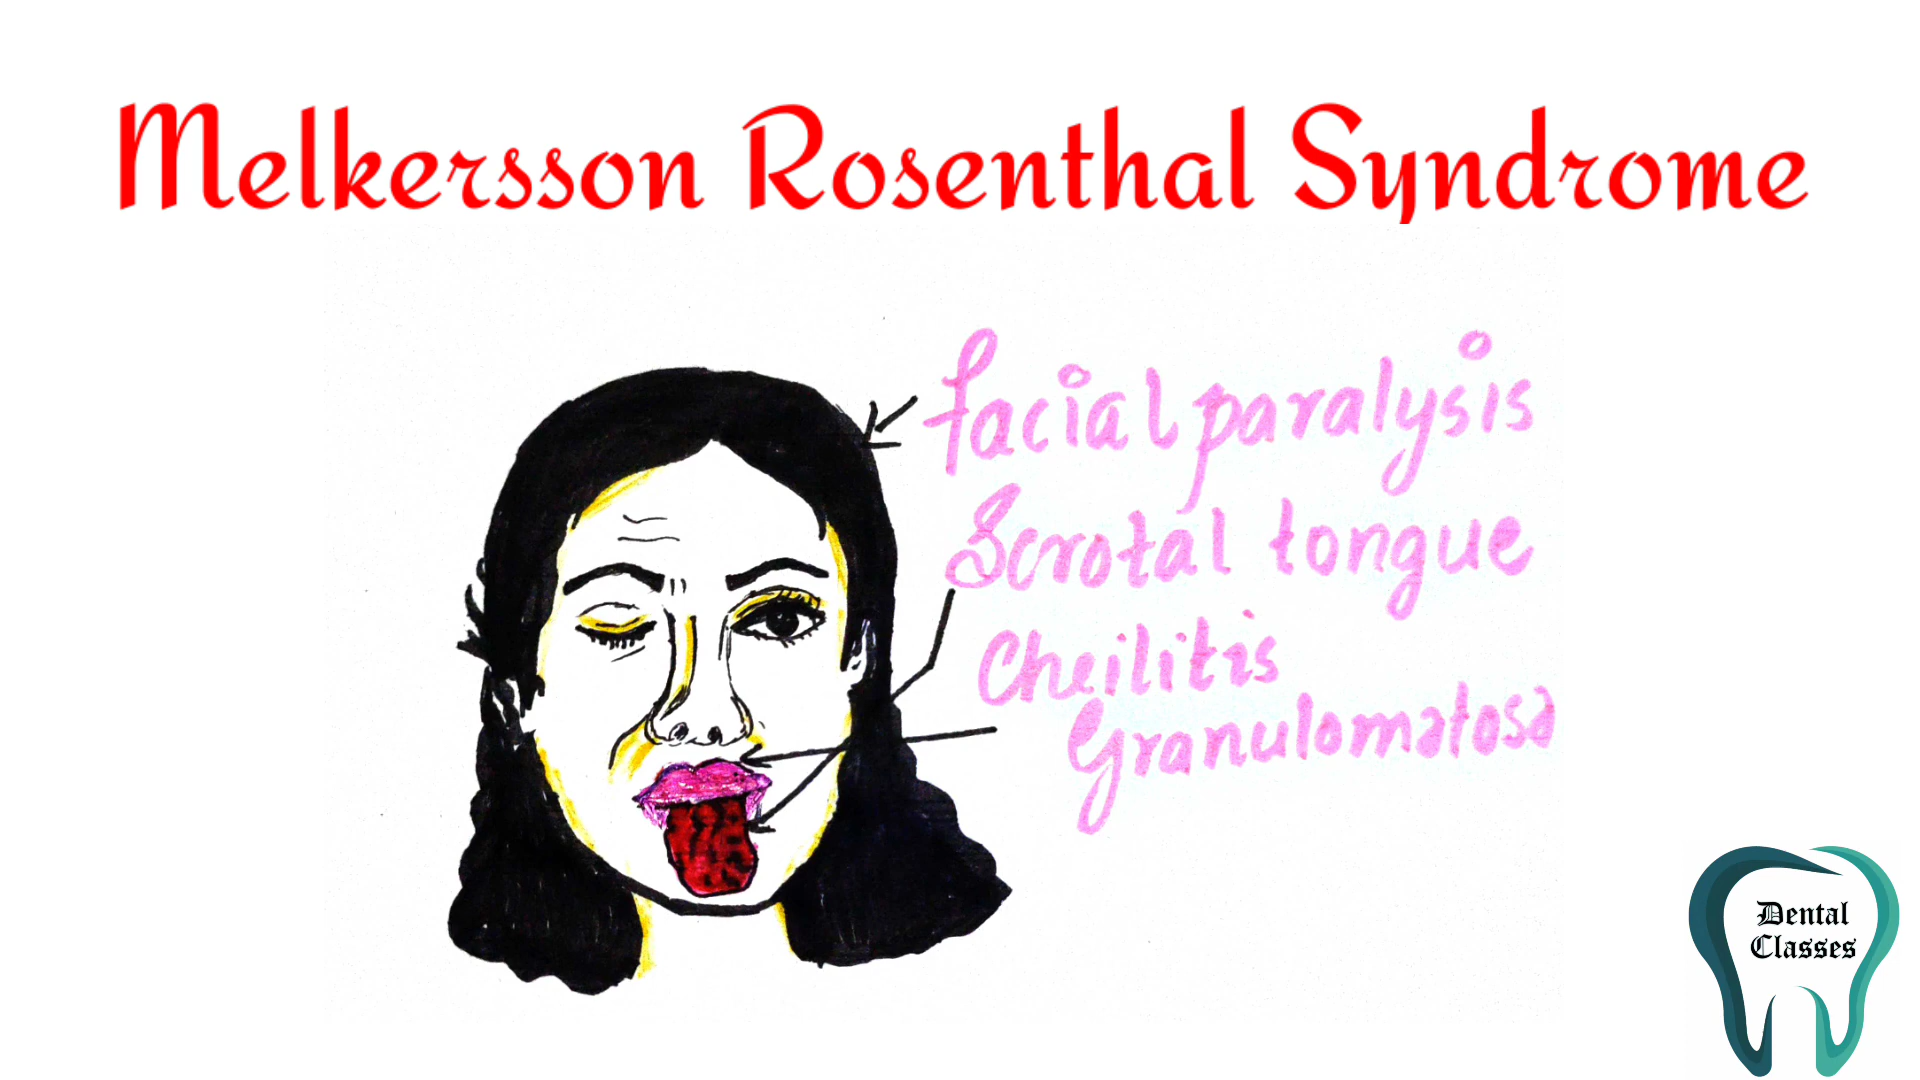 Melkersson Rosenthal Syndrome
facial paralysis
Scrotal tongue
Cheilitis
Granulomatosa
Dental
Classes